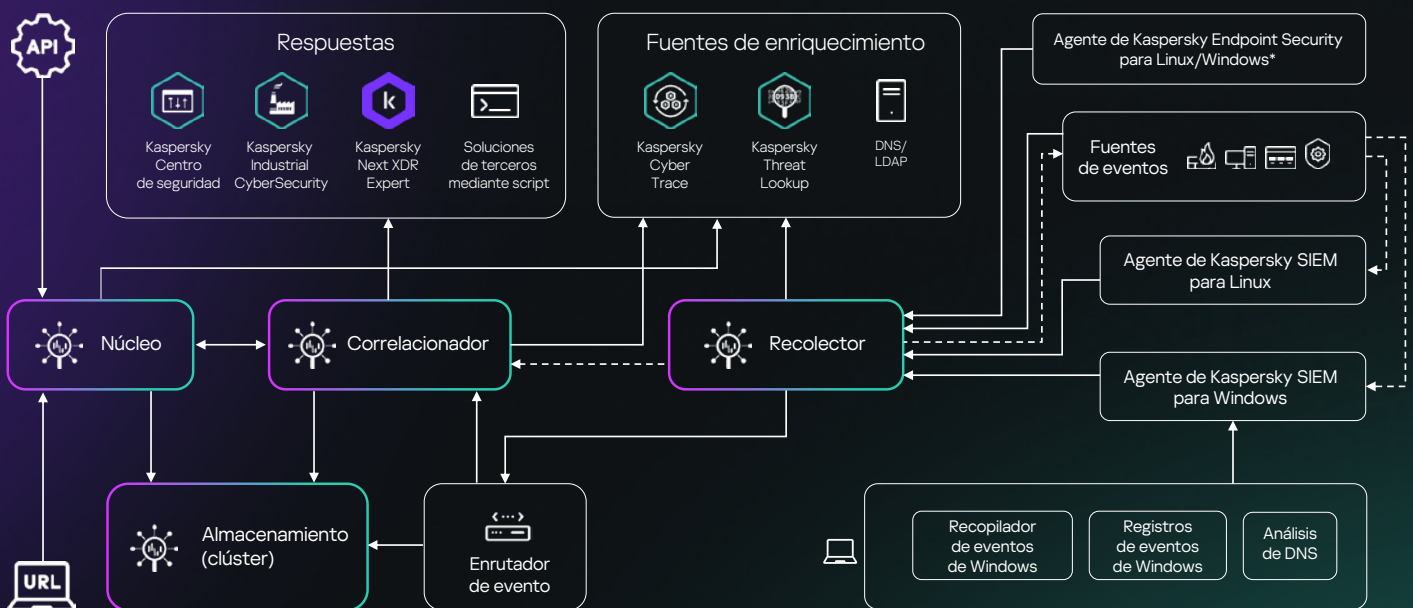 API
Respuestas
Kaspersky
Centro
de seguridad
Kaspersky
Industrial
CyberSecurity
Kaspersky
Next XDR
Expert
Soluciones
de terceros
mediante script
Fuentes de enriquecimiento
Kaspersky
Cyber
Trace
Kaspersky
Threat
Lookup
DNS/
LDAP
Agente de Kaspersky Endpoint Security
para Linux/Windows*
Fuentes
de eventos
Agente de Kaspersky SIEM
para Linux
Núcleo
Correlacionador
Recolector
Agente de Kaspersky SIEM
para Windows
Almacenamiento
(clúster)
Enrutador
de evento
Recopilador
de eventos
de Windows
Registros
de eventos
de Windows
Análisis
de DNS
URL